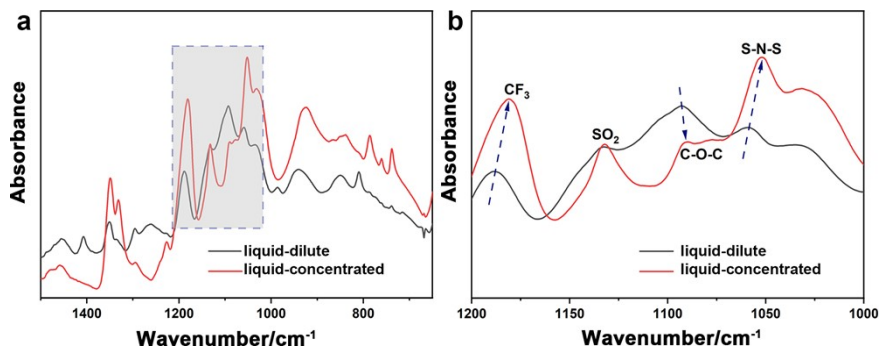 a
Absorbance
liquid-dilute
liquid-concentrated
1400
1200
1000
800
Wavenumber/cm⁻¹
b
Absorbance
CF₃
SO₂
C-O-C
S-N-S
liquid-dilute
liquid-concentrated
1200
1150
1100
1050
1000
Wavenumber/cm⁻¹